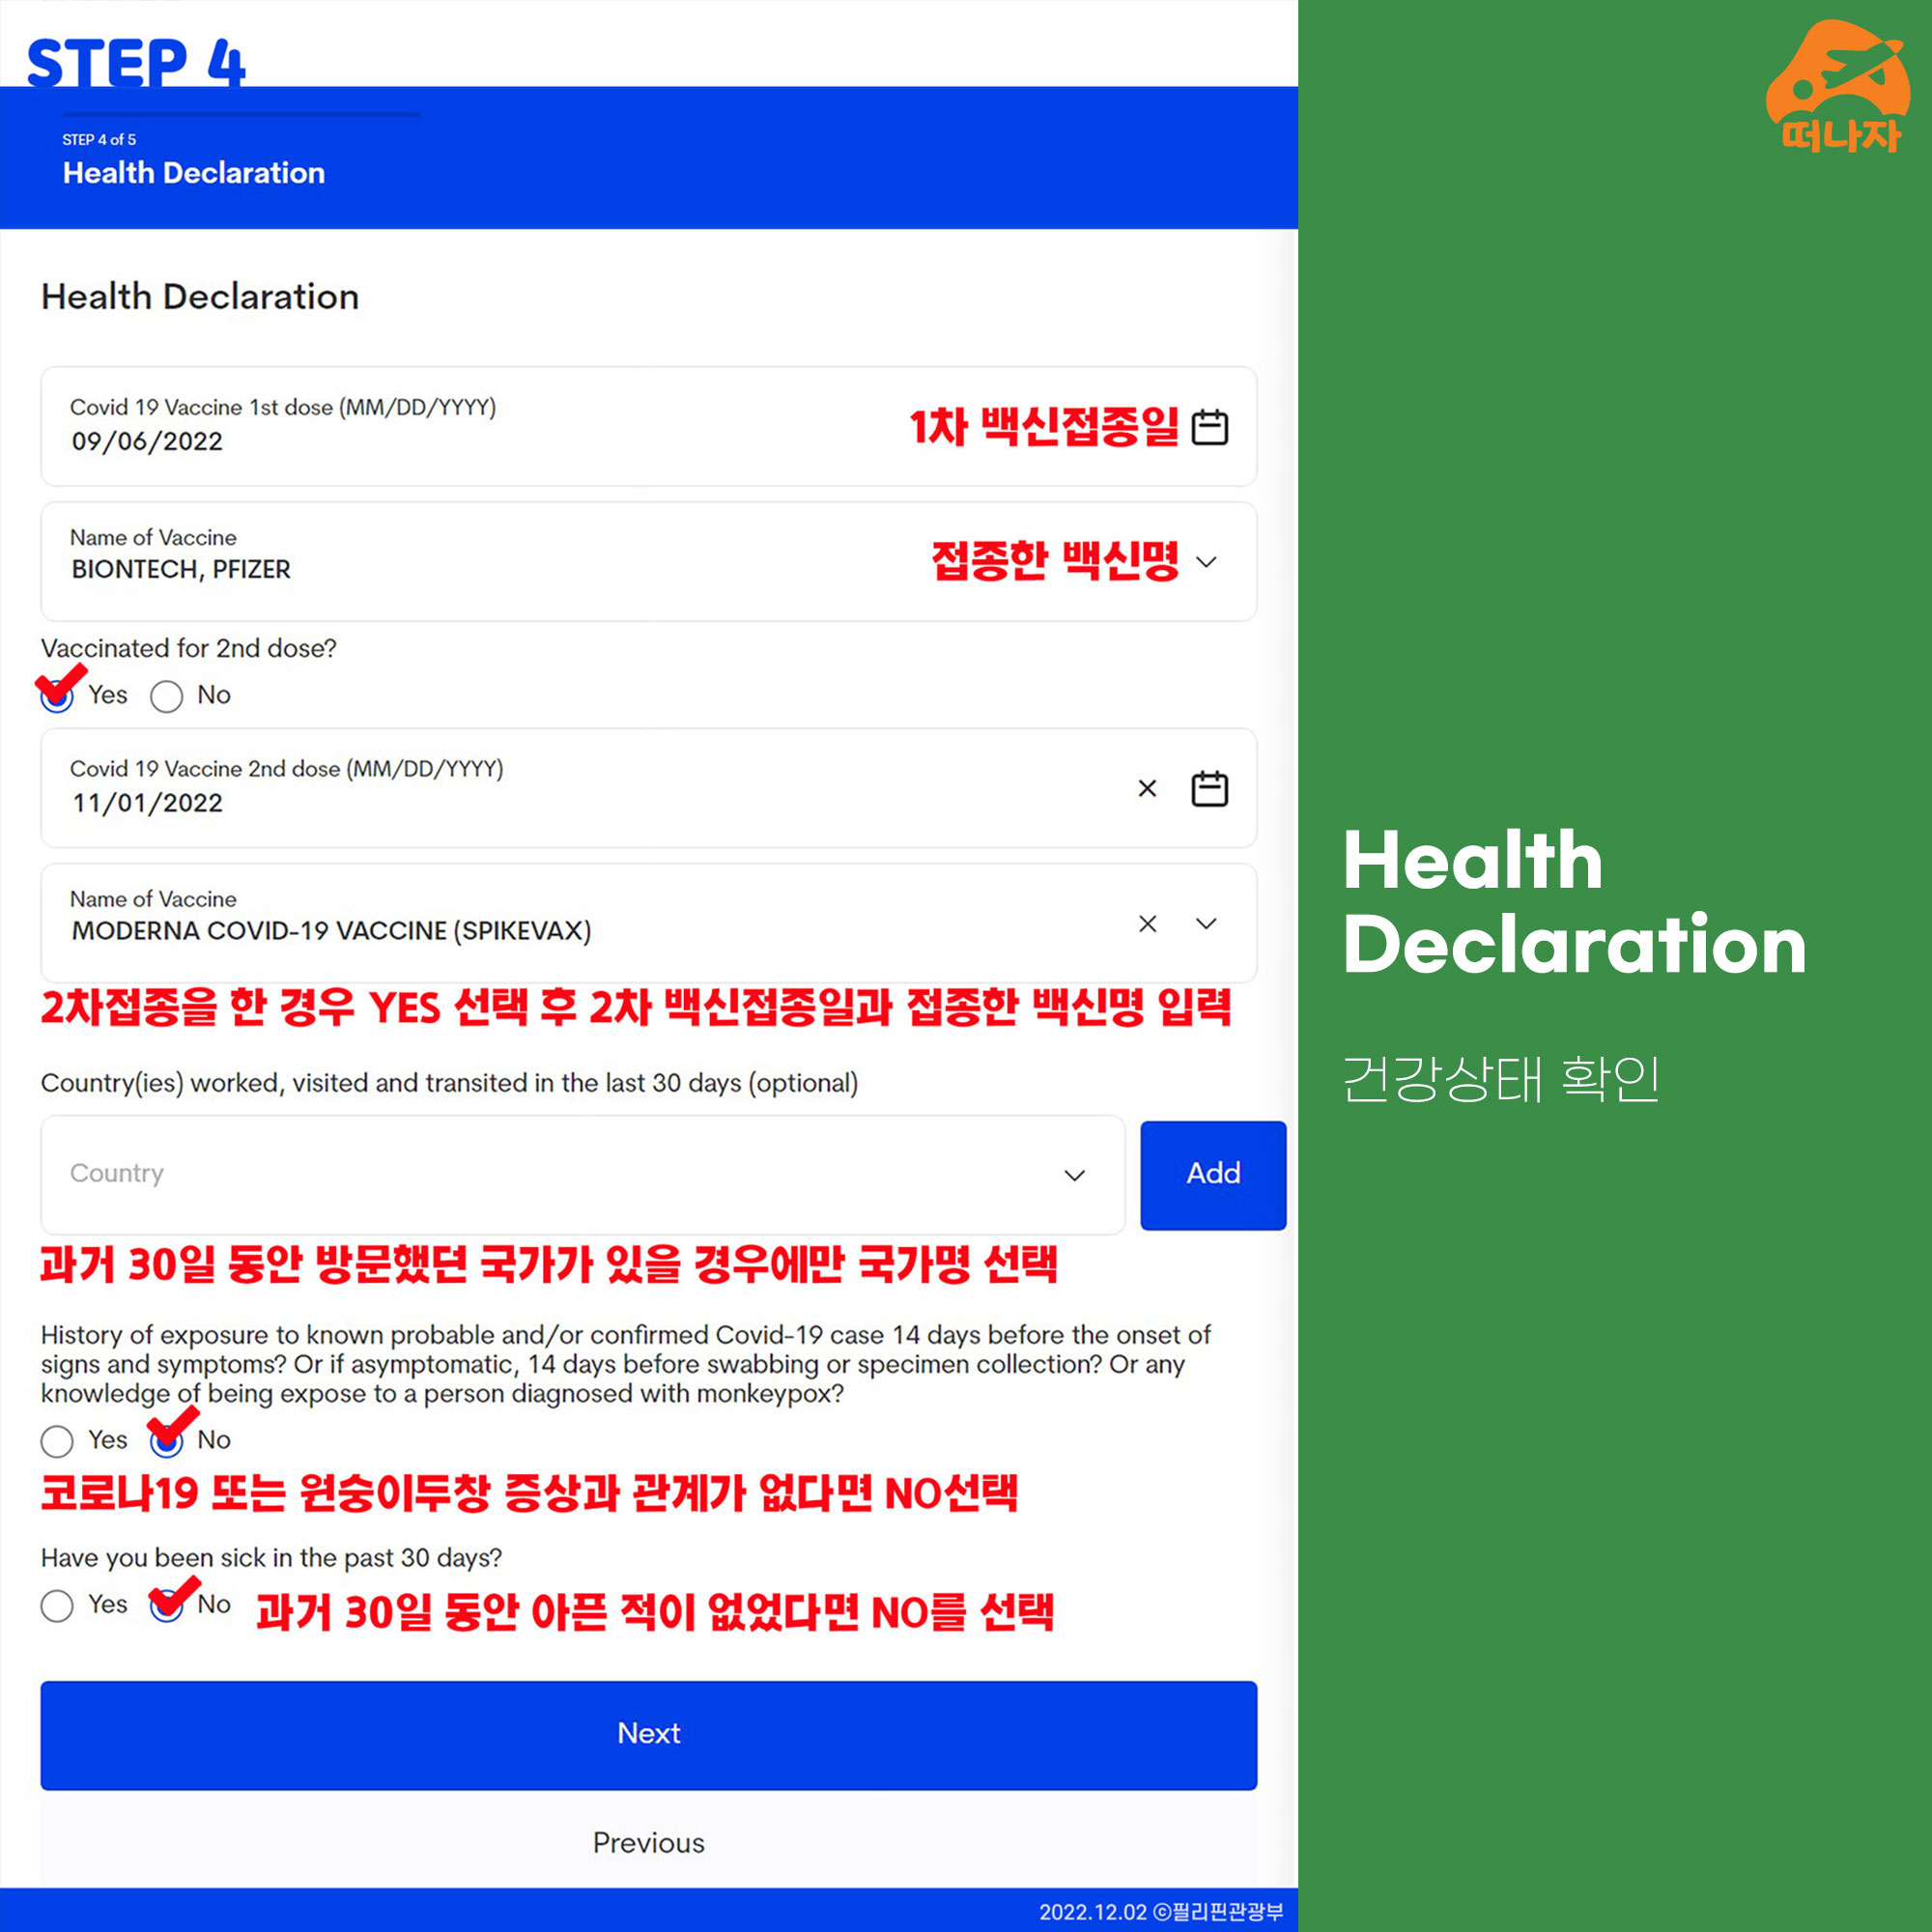 STEP 4
STEP 4 of 5
Health Declaration
Health Declaration
Covid 19 Vaccine 1st dose (MM/DD/YYYY)
09/06/2022
1차 백신접종일
Name of Vaccine
BIONTECH, PFIZER
접종한 백신명
Vaccinated for 2nd dose?
Yes No
Covid 19 Vaccine 2nd dose (MM/DD/YYYY)
11/01/2022
Name of Vaccine
MODERNA COVID-19 VACCINE (SPIKEVAX)
2차접종을 한 경우 YES 선택 후 2차 백신접종일과 접종한 백신명 입력
Country(ies) worked, visited and transited in the last 30 days (optional)
Country
Add
과거 30일 동안 방문했던 국가가 있을 경우에만 국가명 선택
History of exposure to known probable and/or confirmed Covid-19 case 14 days before the onset of
signs and symptoms? Or if asymptomatic, 14 days before swabbing or specimen collection? Or any
knowledge of being expose to a person diagnosed with monkeypox?
Yes No
코로나19 또는 원숭이두창 증상과 관계가 없다면 NO선택
Have you been sick in the past 30 days?
Yes No
과거 30일 동안 아픈 적이 없었다면 NO를 선택
Next
Previous
2022.12.02 ⓒ필리핀관광부
떠나자
Health
Declaration
건강상태 확인